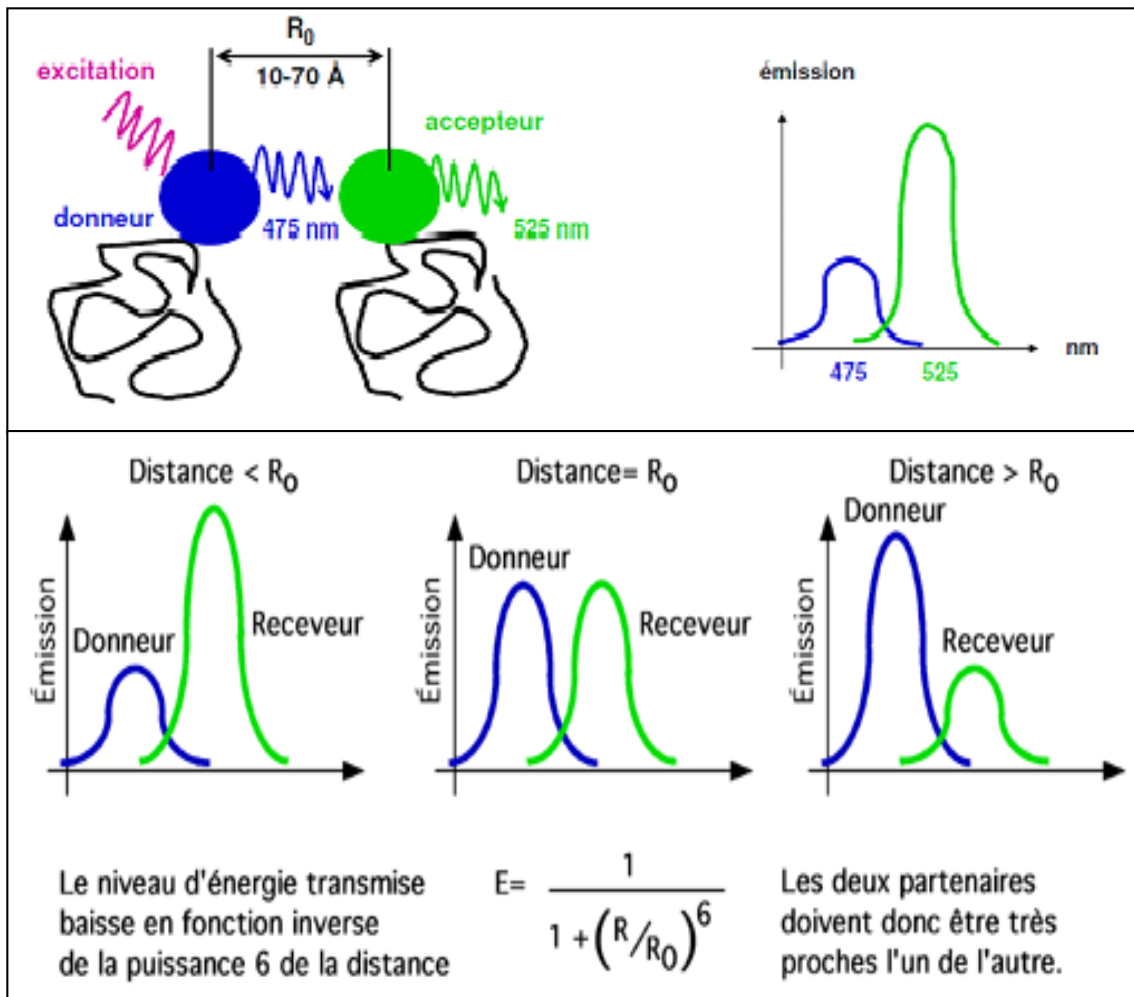 R₀
excitation
10-70 Å
accepteur
donneur
475 nm
525 nm
émission
nm
475
525
Distance < R₀
Donneur
Receveur
Émission
Distance= R₀
Donneur
Receveur
Émission
Distance > R₀
Donneur
Receveur
Émission
Le niveau d'énergie transmise
baisse en fonction inverse
de la puissance 6 de la distance
E= 1
1 + (R/R₀)⁶
Les deux partenaires
doivent donc être très
proches l'un de l'autre.